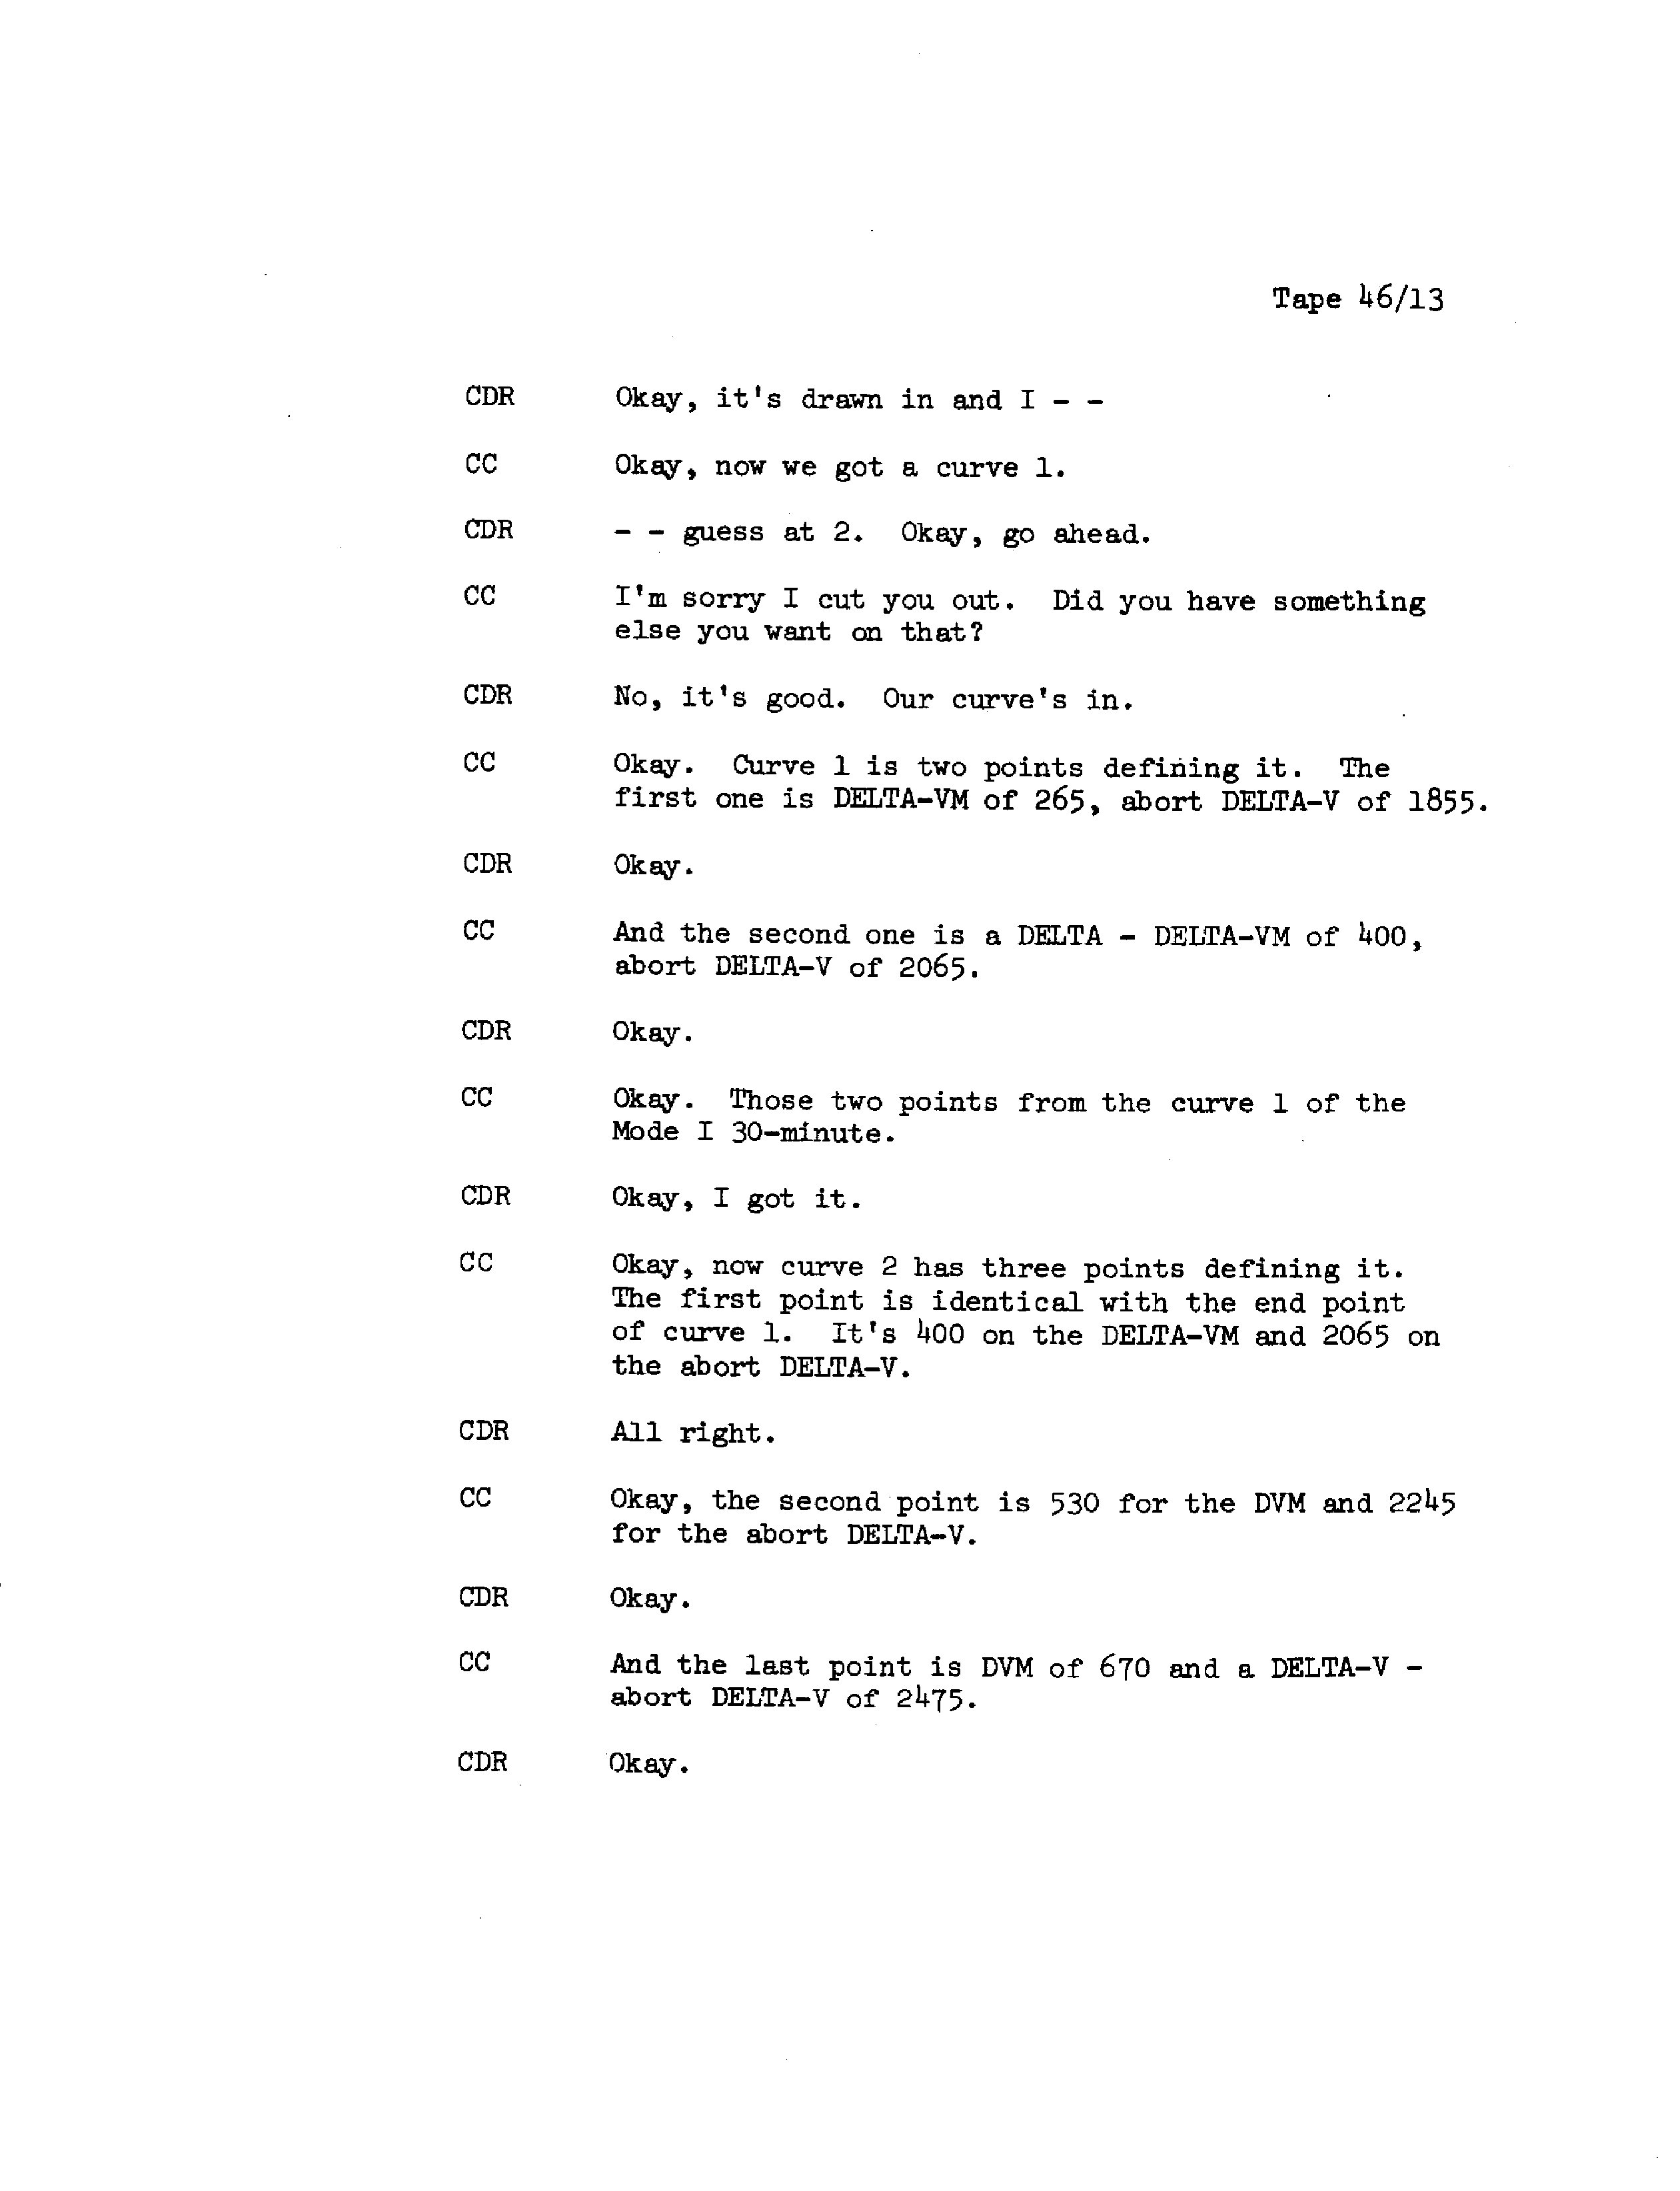 Tape 46/13
CDR Okay, it's drawn in and I - -
CC Okay, now we got a curve 1.
CDR - - guess at 2. Okay, go ahead.
CC I'm sorry I cut you out. Did you have something
else you want on that?
CDR No, it's good. Our curve's in.
CC Okay. Curve 1 is two points defining it. The
first one is DELTA-VM of 265, abort DELTA-V of 1855.
CDR Okay.
CC And the second one is a DELTA - DELTA-VM of 400,
abort DELTA-V of 2065.
CDR Okay.
CC Okay. Those two points from the curve 1 of the
Mode I 30-minute.
CDR Okay, I got it.
CC Okay, now curve 2 has three points defining it.
The first point is identical with the end point
of curve 1. It's 400 on the DELTA-VM and 2065 on
the abort DELTA-V.
CDR All right.
CC Okay, the second point is 530 for the DVM and 2245
for the abort DELTA-V.
CDR Okay.
CC And the last point is DVM of 670 and a DELTA-V -
abort DELTA-V of 2475.
CDR Okay.